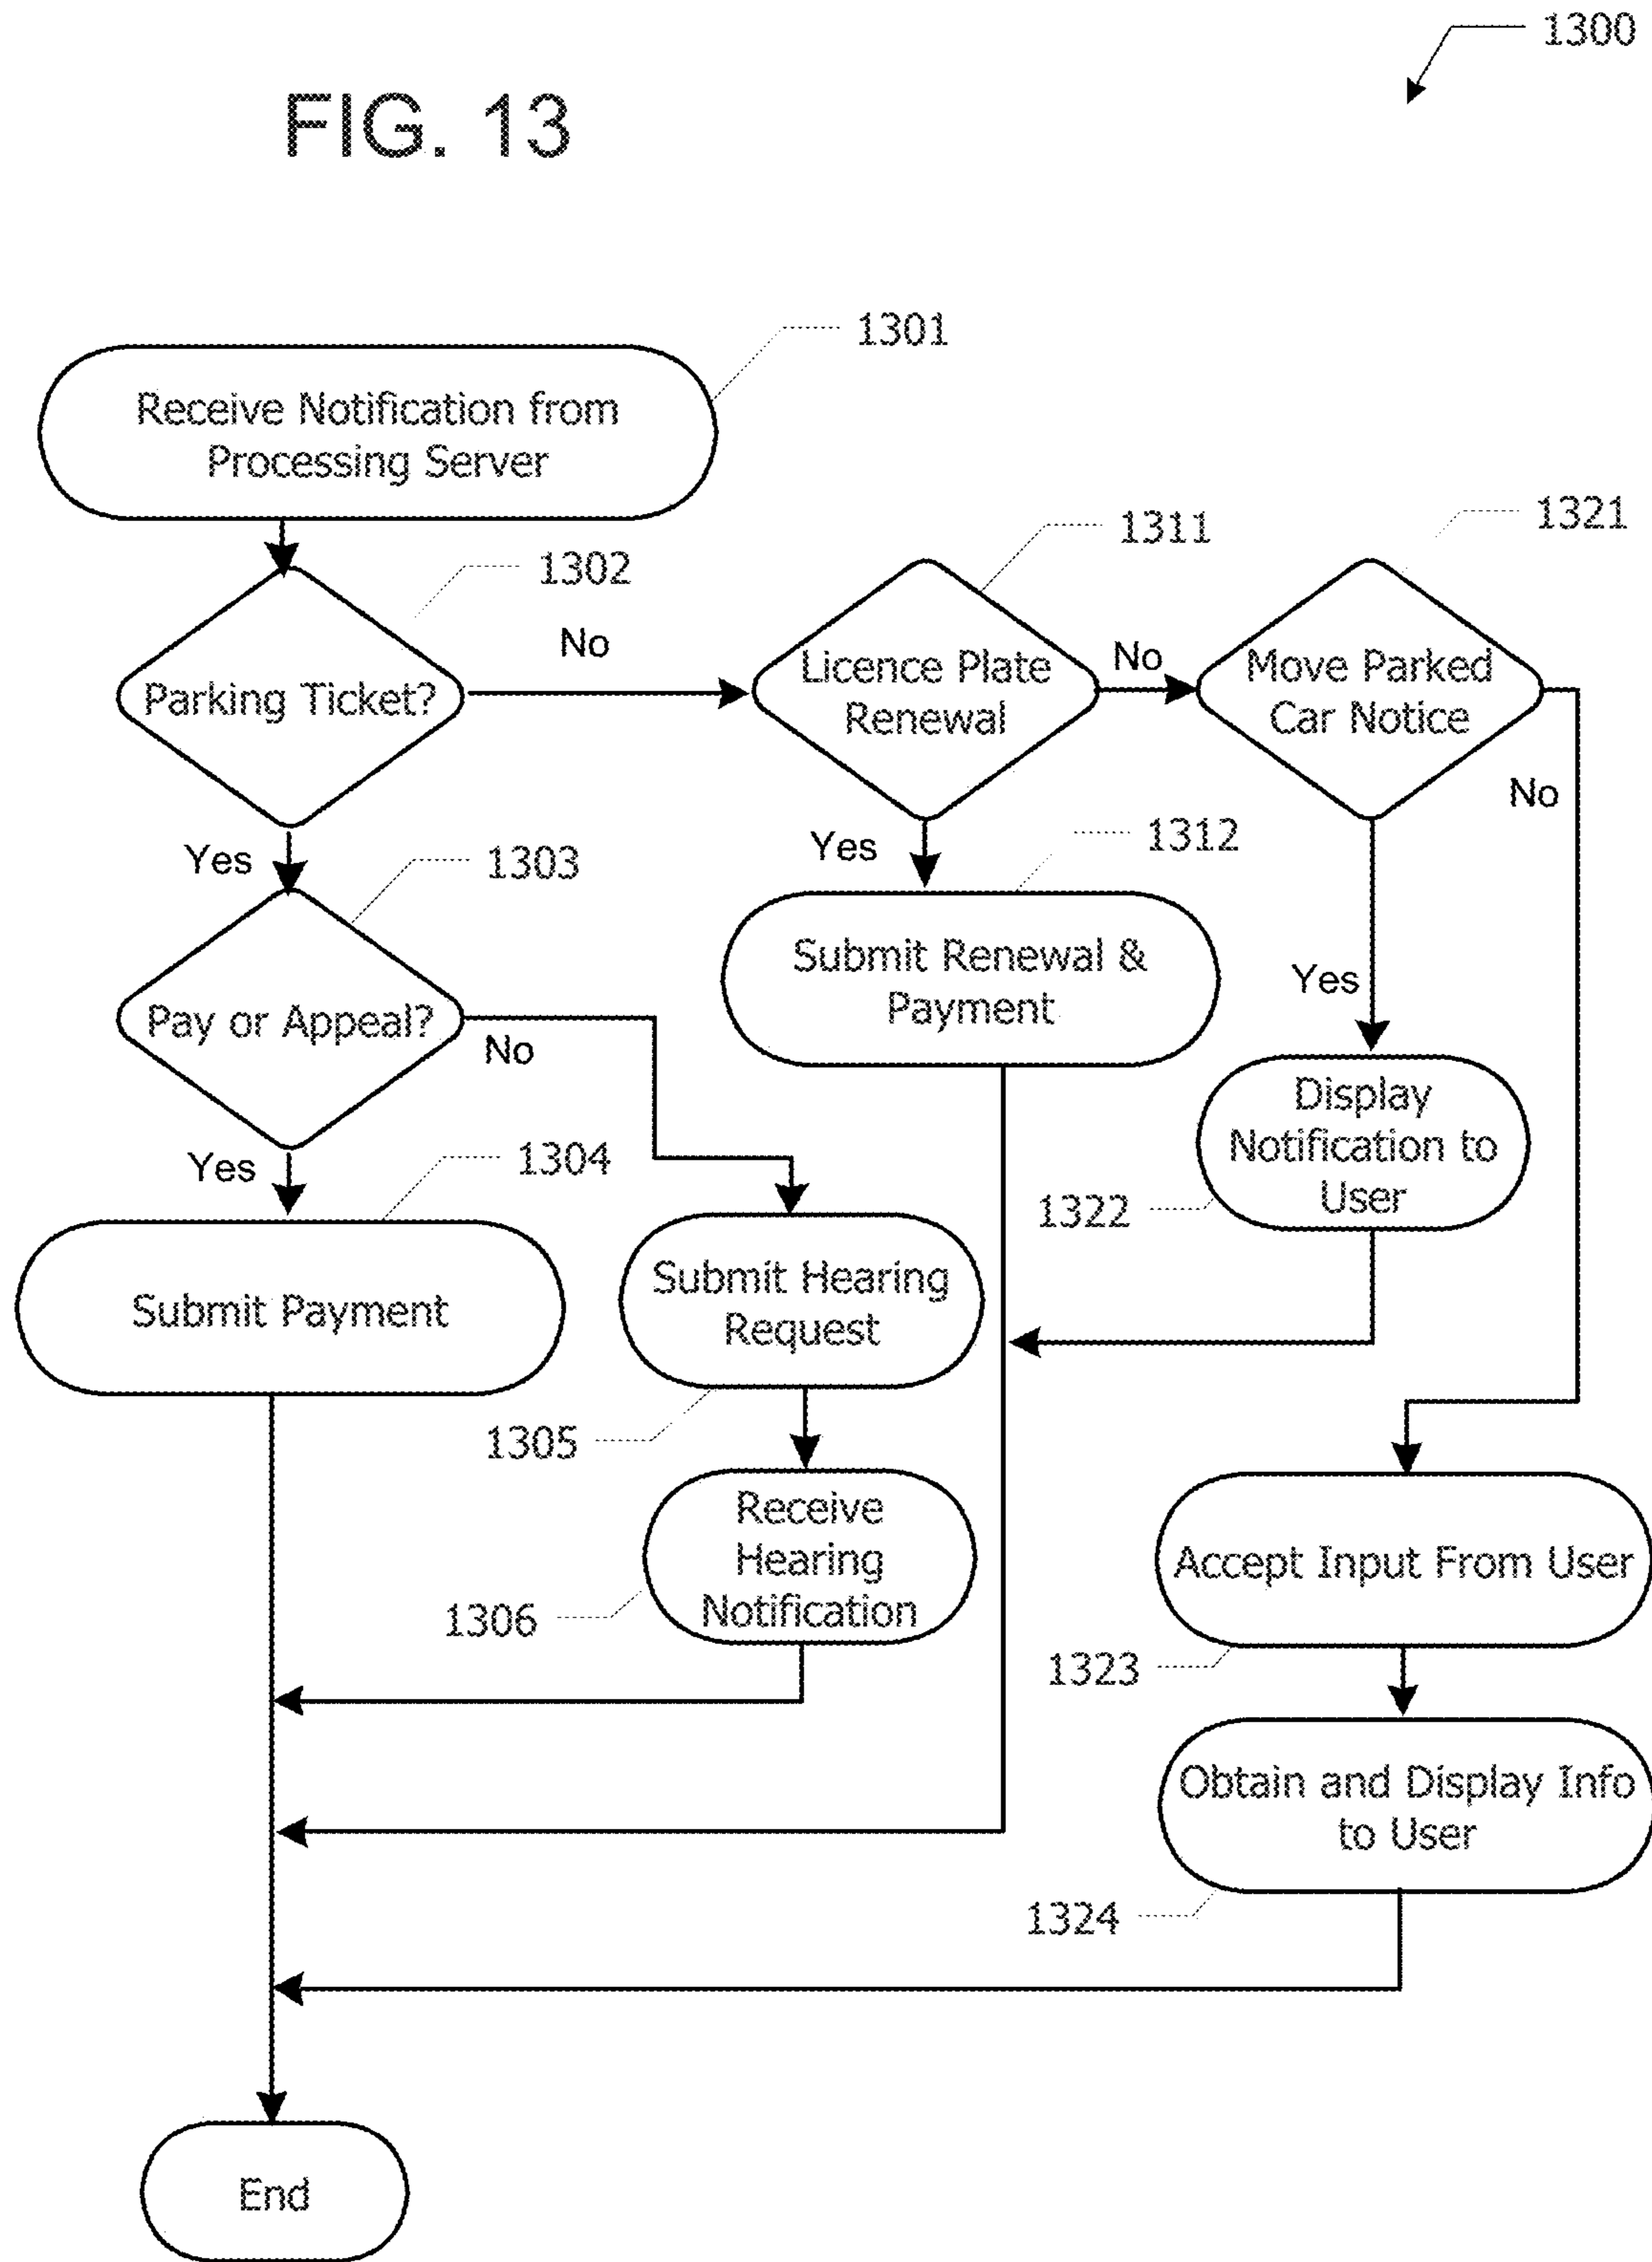 1300
FIG. 13
1301
Receive Notification from
Processing Server
1302
Parking Ticket?
No
1311
Licence Plate
Renewal
No
1321
Move Parked
Car Notice
No
Yes
1303
Pay or Appeal?
No
Yes
1312
Submit Renewal &
Payment
Yes
Display
Notification to
User
1322
Yes
1304
Submit Payment
Submit Hearing
Request
1305
Receive
Hearing
Notification
1306
Accept Input From User
1323
Obtain and Display Info
to User
1324
End